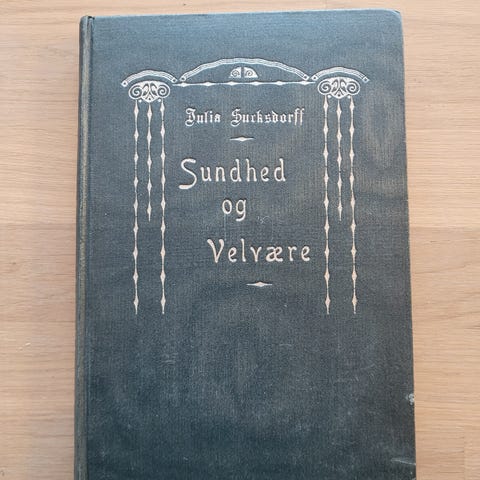 Julia Sucksdorff
Sundhed
og
Velvære